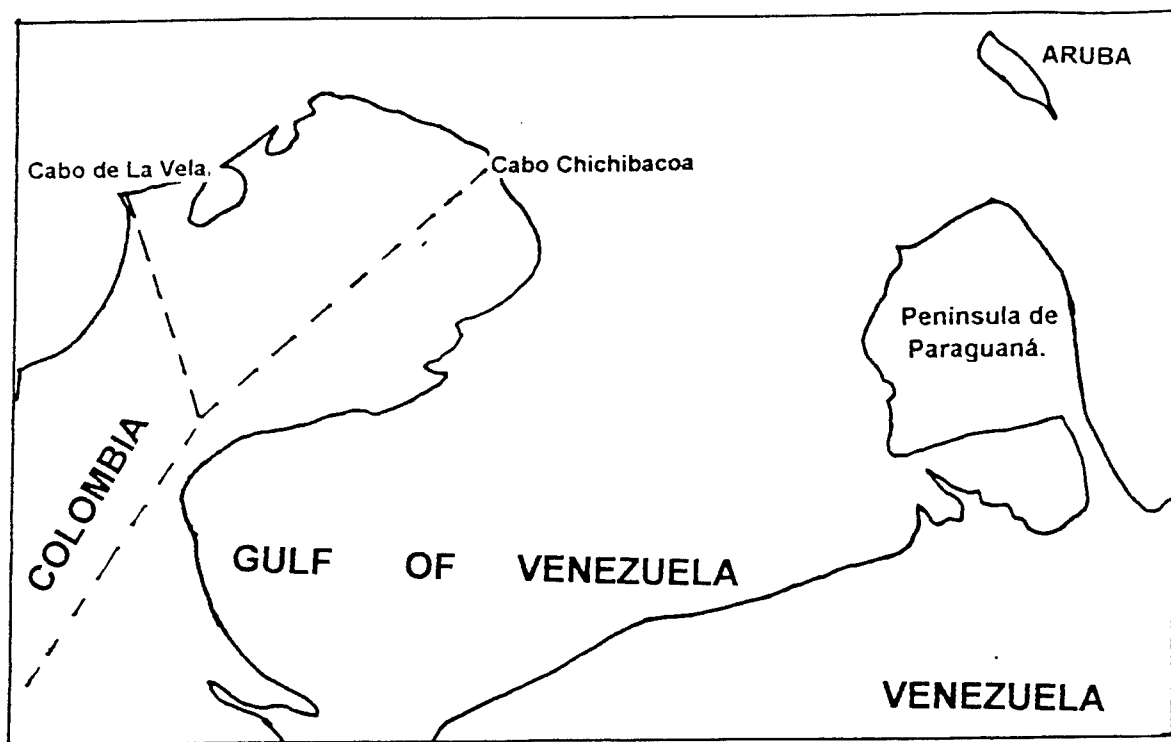 ARUBA
Cabo de La Vela.
Cabo Chichibacoa
Peninsula de
Paraguaná.
COLOMBIA
GULF OF VENEZUELA
VENEZUELA